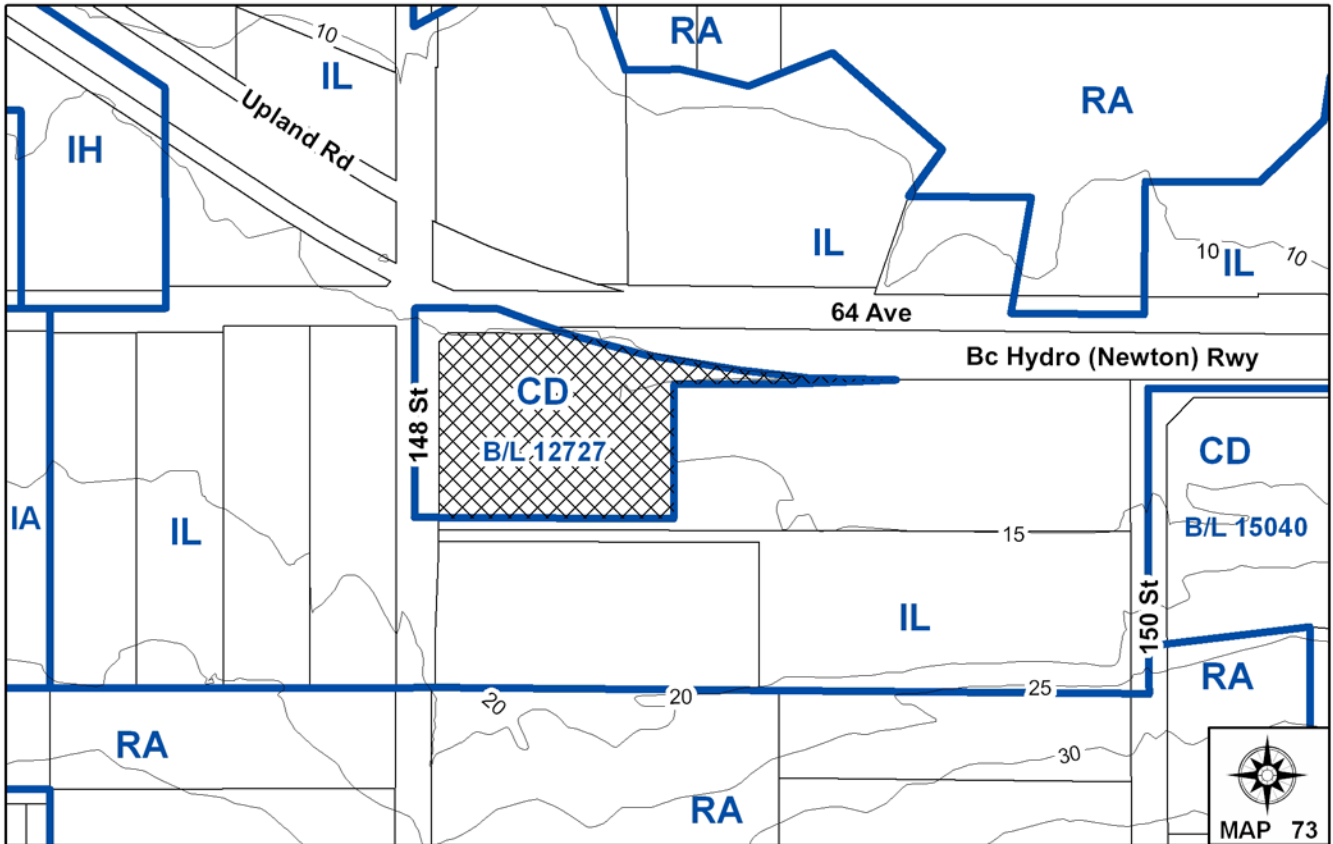 RA
10
IL
RA
Upland Rd
IH
IL
10
IL
10
64 Ave
Bc Hydro (Newton) Rwy
CD
148 St
B/L 12727
CD
IA
IL
15
B/L 15040
IL
150 St
RA
20
20
25
RA
30
RA
MAP 73